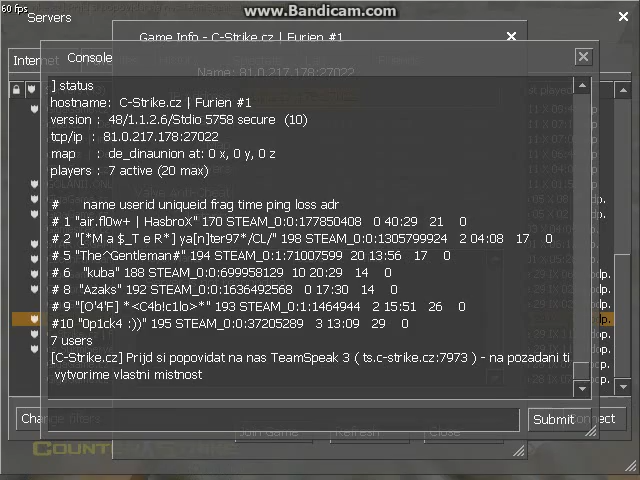 60 fps
www.Bandicam.com
Servers
Game Info - C-Strike.cz | Furien #1
Console
] status
hostname:  C-Strike.cz | Furien #1
version :  48/1.1.2.6/Stdio 5758 secure  (10)
tcp/ip  :  81.0.217.178:27022
map     :  de_dinaunion at: 0 x, 0 y, 0 z
players :  7 active (20 max)
#      name userid uniqueid frag time ping loss adr
# 1 "air.fl0w+ | HasbroX" 170 STEAM_0:0:177850408   0 40:29   21    0
# 2 "[*M a $_T e R*] ya[n]ter97*/CL/" 198 STEAM_0:0:1305799924   2 04:08   17    0
# 5 "The^Gentleman#" 194 STEAM_0:1:71007599  20 13:56   17    0
# 6   "kuba" 188 STEAM_0:0:699958129  10 20:29   14    0
# 8   "Azaks" 192 STEAM_0:0:1636492568   0 17:30   14    0
# 9 "[O'4'F] *<C4b!c1lo>*" 193 STEAM_0:1:1464944   2 15:51   26    0
#10 "0p1ck4 :))" 195 STEAM_0:0:37205289   3 13:09   29    0
7 users
[C-Strike.cz] Prijd si popovidat na nas TeamSpeak 3 ( ts.c-strike.cz:7973 ) - na pozadani ti
vytvorime vlastni mistnost
Submit
Join Game
Refresh
Close
COUNTER STRIKE